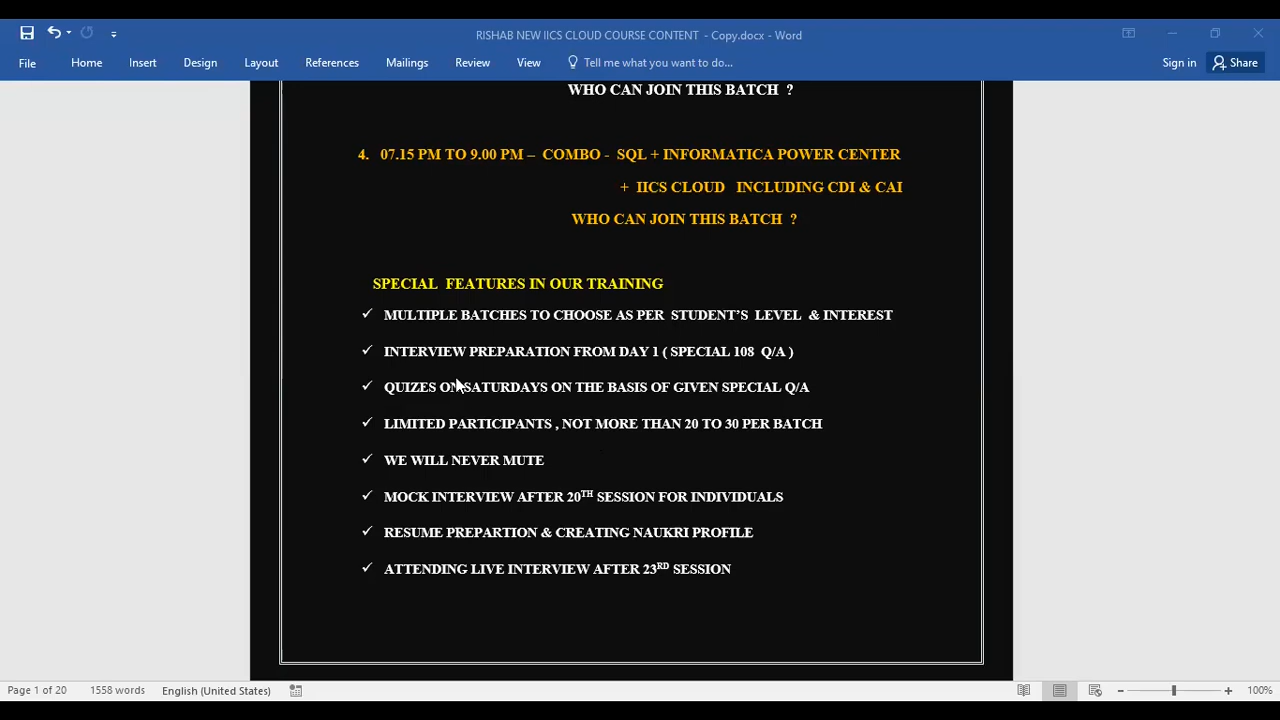 RISHAB NEW IICS CLOUD COURSE CONTENT - Copy.docx - Word
File Home Insert Design Layout References Mailings Review View Tell me what you want to do... Sign in Share
WHO CAN JOIN THIS BATCH ?
4. 07.15 PM TO 9.00 PM – COMBO - SQL + INFORMATICA POWER CENTER
+ IICS CLOUD INCLUDING CDI & CAI
WHO CAN JOIN THIS BATCH ?
SPECIAL FEATURES IN OUR TRAINING
✓ MULTIPLE BATCHES TO CHOOSE AS PER STUDENT'S LEVEL & INTEREST
✓ INTERVIEW PREPARATION FROM DAY 1 ( SPECIAL 108 Q/A )
✓ QUIZES ON SATURDAYS ON THE BASIS OF GIVEN SPECIAL Q/A
✓ LIMITED PARTICIPANTS , NOT MORE THAN 20 TO 30 PER BATCH
✓ WE WILL NEVER MUTE
✓ MOCK INTERVIEW AFTER 20TH SESSION FOR INDIVIDUALS
✓ RESUME PREPARTION & CREATING NAUKRI PROFILE
✓ ATTENDING LIVE INTERVIEW AFTER 23RD SESSION
Page 1 of 20 1558 words English (United States) 100%